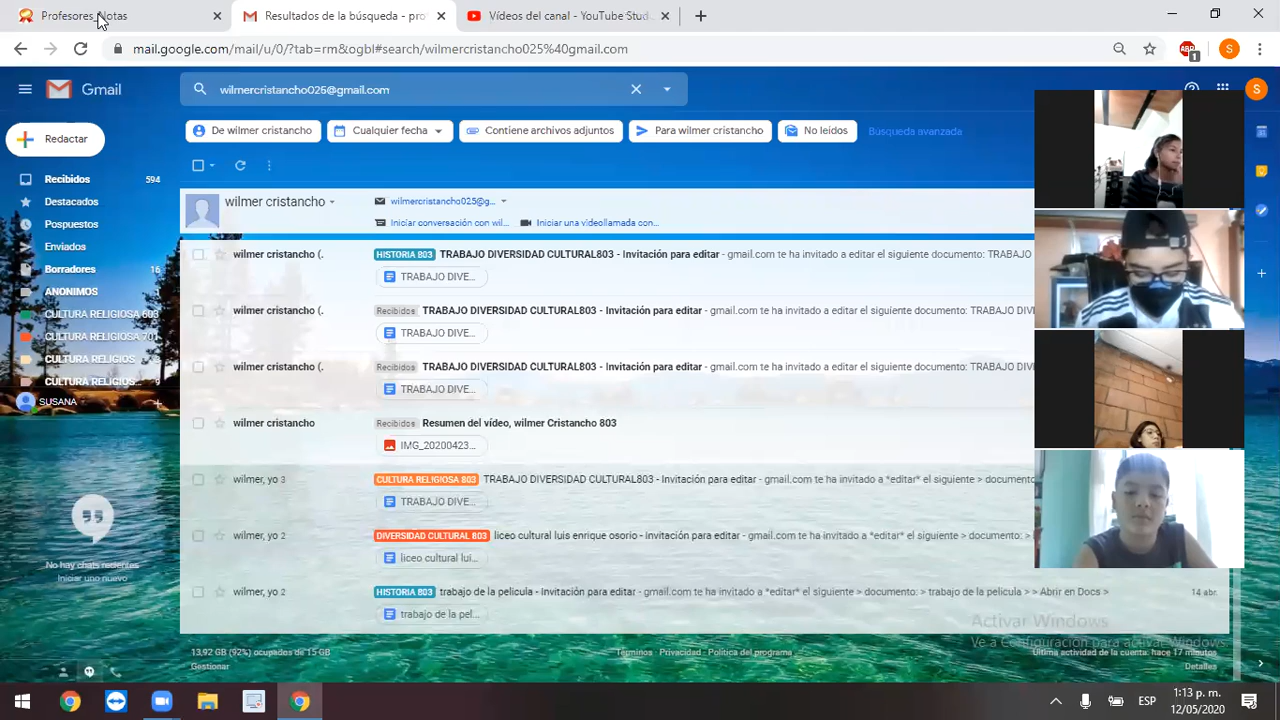 Profesores_Notas
Resultados de la búsqueda - pro
Vídeos del canal - YouTube Stud
mail.google.com/mail/u/0/?tab=rm&ogbl#search/wilmercristancho025%40gmail.com
1
S
Gmail
wilmercristancho025@gmail.com
S
Redactar
De wilmer cristancho
Cualquier fecha
Contiene archivos adjuntos
Para wilmer cristancho
No leídos
Búsqueda avanzada
Recibidos 594
Destacados
Pospuestos
Enviados
Borradores 16
ANONIMOS
CULTURA RELIGIOSA 603
CULTURA RELIGIOSA 701
CULTURA RELIGIOS
CULTURA RELIGIOS... 9
SUSANA
No hay chats recientes
Iniciar uno nuevo
wilmer cristancho
wilmercristancho025@g...
Iniciar conversación con wil...
Iniciar una videollamada con...
wilmer cristancho (. HISTORIA 803 TRABAJO DIVERSIDAD CULTURAL803 - Invitación para editar - gmail.com te ha invitado a editar el siguiente documento: TRABAJO
TRABAJO DIVE...
wilmer cristancho (. Recibidos TRABAJO DIVERSIDAD CULTURAL803 - Invitación para editar - gmail.com te ha invitado a editar el siguiente documento: TRABAJO DIVERS
TRABAJO DIVE...
wilmer cristancho (. Recibidos TRABAJO DIVERSIDAD CULTURAL803 - Invitación para editar - gmail.com te ha invitado a editar el siguiente documento: TRABAJO DIVERS
TRABAJO DIVE...
wilmer cristancho Recibidos Resumen del vídeo, wilmer Cristancho 803
IMG_20200423...
wilmer, yo 3 CULTURA RELIGIOSA 803 TRABAJO DIVERSIDAD CULTURAL803 - Invitación para editar - gmail.com te ha invitado a *editar* el siguiente > documento:
TRABAJO DIVE...
wilmer, yo 2 DIVERSIDAD CULTURAL 803 liceo cultural luis enrique osorio - Invitación para editar - gmail.com te ha invitado a *editar* el siguiente > documento: >
liceo cultural lui...
wilmer, yo 2 HISTORIA 803 trabajo de la pelicula - Invitación para editar - gmail.com te ha invitado a *editar* el siguiente > documento: > trabajo de la pelicula > > Abrir en Docs > 14 abr.
trabajo de la pel...
Activar Windows
Ve a Configuración para activar Windows.
13,92 GB (92%) ocupados de 15 GB
Gestionar
Términos · Privacidad · Política del programa
Última actividad de la cuenta: hace 17 minutos
Detalles
ESP
1:13 p. m.
12/05/2020